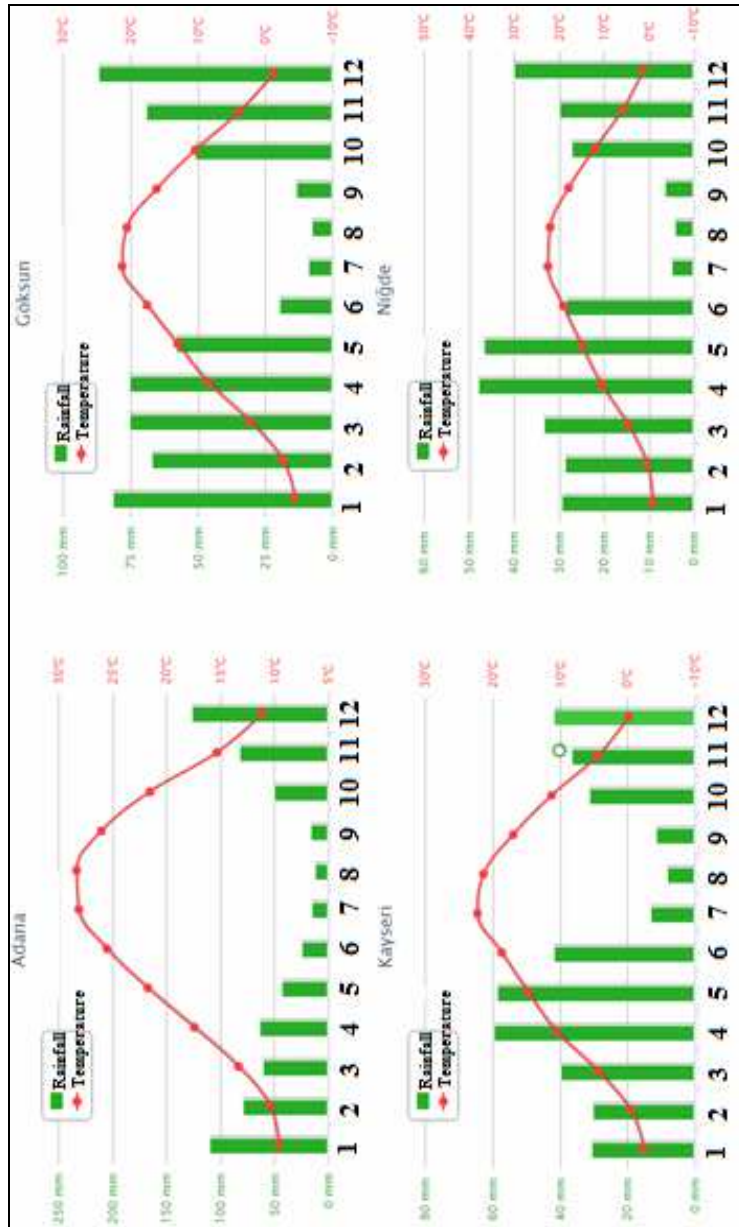 Adana
Rainfall
Temperature
250 mm
200 mm
150 mm
100 mm
50 mm
0 mm
30°C
25°C
20°C
15°C
10°C
5°C
1 2 3 4 5 6 7 8 9 10 11 12
Göksun
Rainfall
Temperature
100 mm
75 mm
50 mm
25 mm
0 mm
30°C
20°C
10°C
0°C
-10°C
1 2 3 4 5 6 7 8 9 10 11 12
Kayseri
Rainfall
Temperature
80 mm
60 mm
40 mm
20 mm
0 mm
30°C
20°C
10°C
0°C
-10°C
1 2 3 4 5 6 7 8 9 10 11 12
Niğde
Rainfall
Temperature
60 mm
50 mm
40 mm
30 mm
20 mm
10 mm
0 mm
50°C
40°C
30°C
20°C
10°C
0°C
-10°C
1 2 3 4 5 6 7 8 9 10 11 12